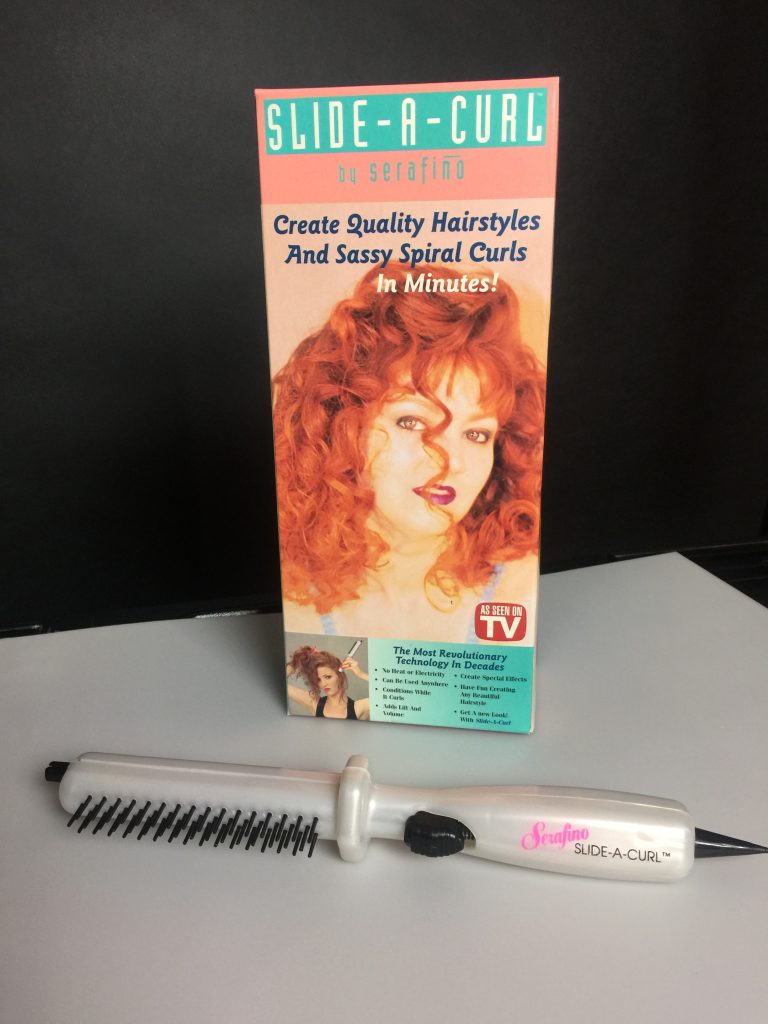 SLIDE-A-CURL™
by serafino
Create Quality Hairstyles
And Sassy Spiral Curls
In Minutes!
AS SEEN ON
TV
The Most Revolutionary
Technology In Decades
• No Heat or Electricity
• Can Be Used Anywhere
• Conditions While
It Curls
• Adds Lift And
Volume
• Create Special Effects
• Have Fun Creating
Any Beautiful
Hairstyle
• Get A new Look!
With Slide-A-Curl
Serafino
SLIDE-A-CURL™